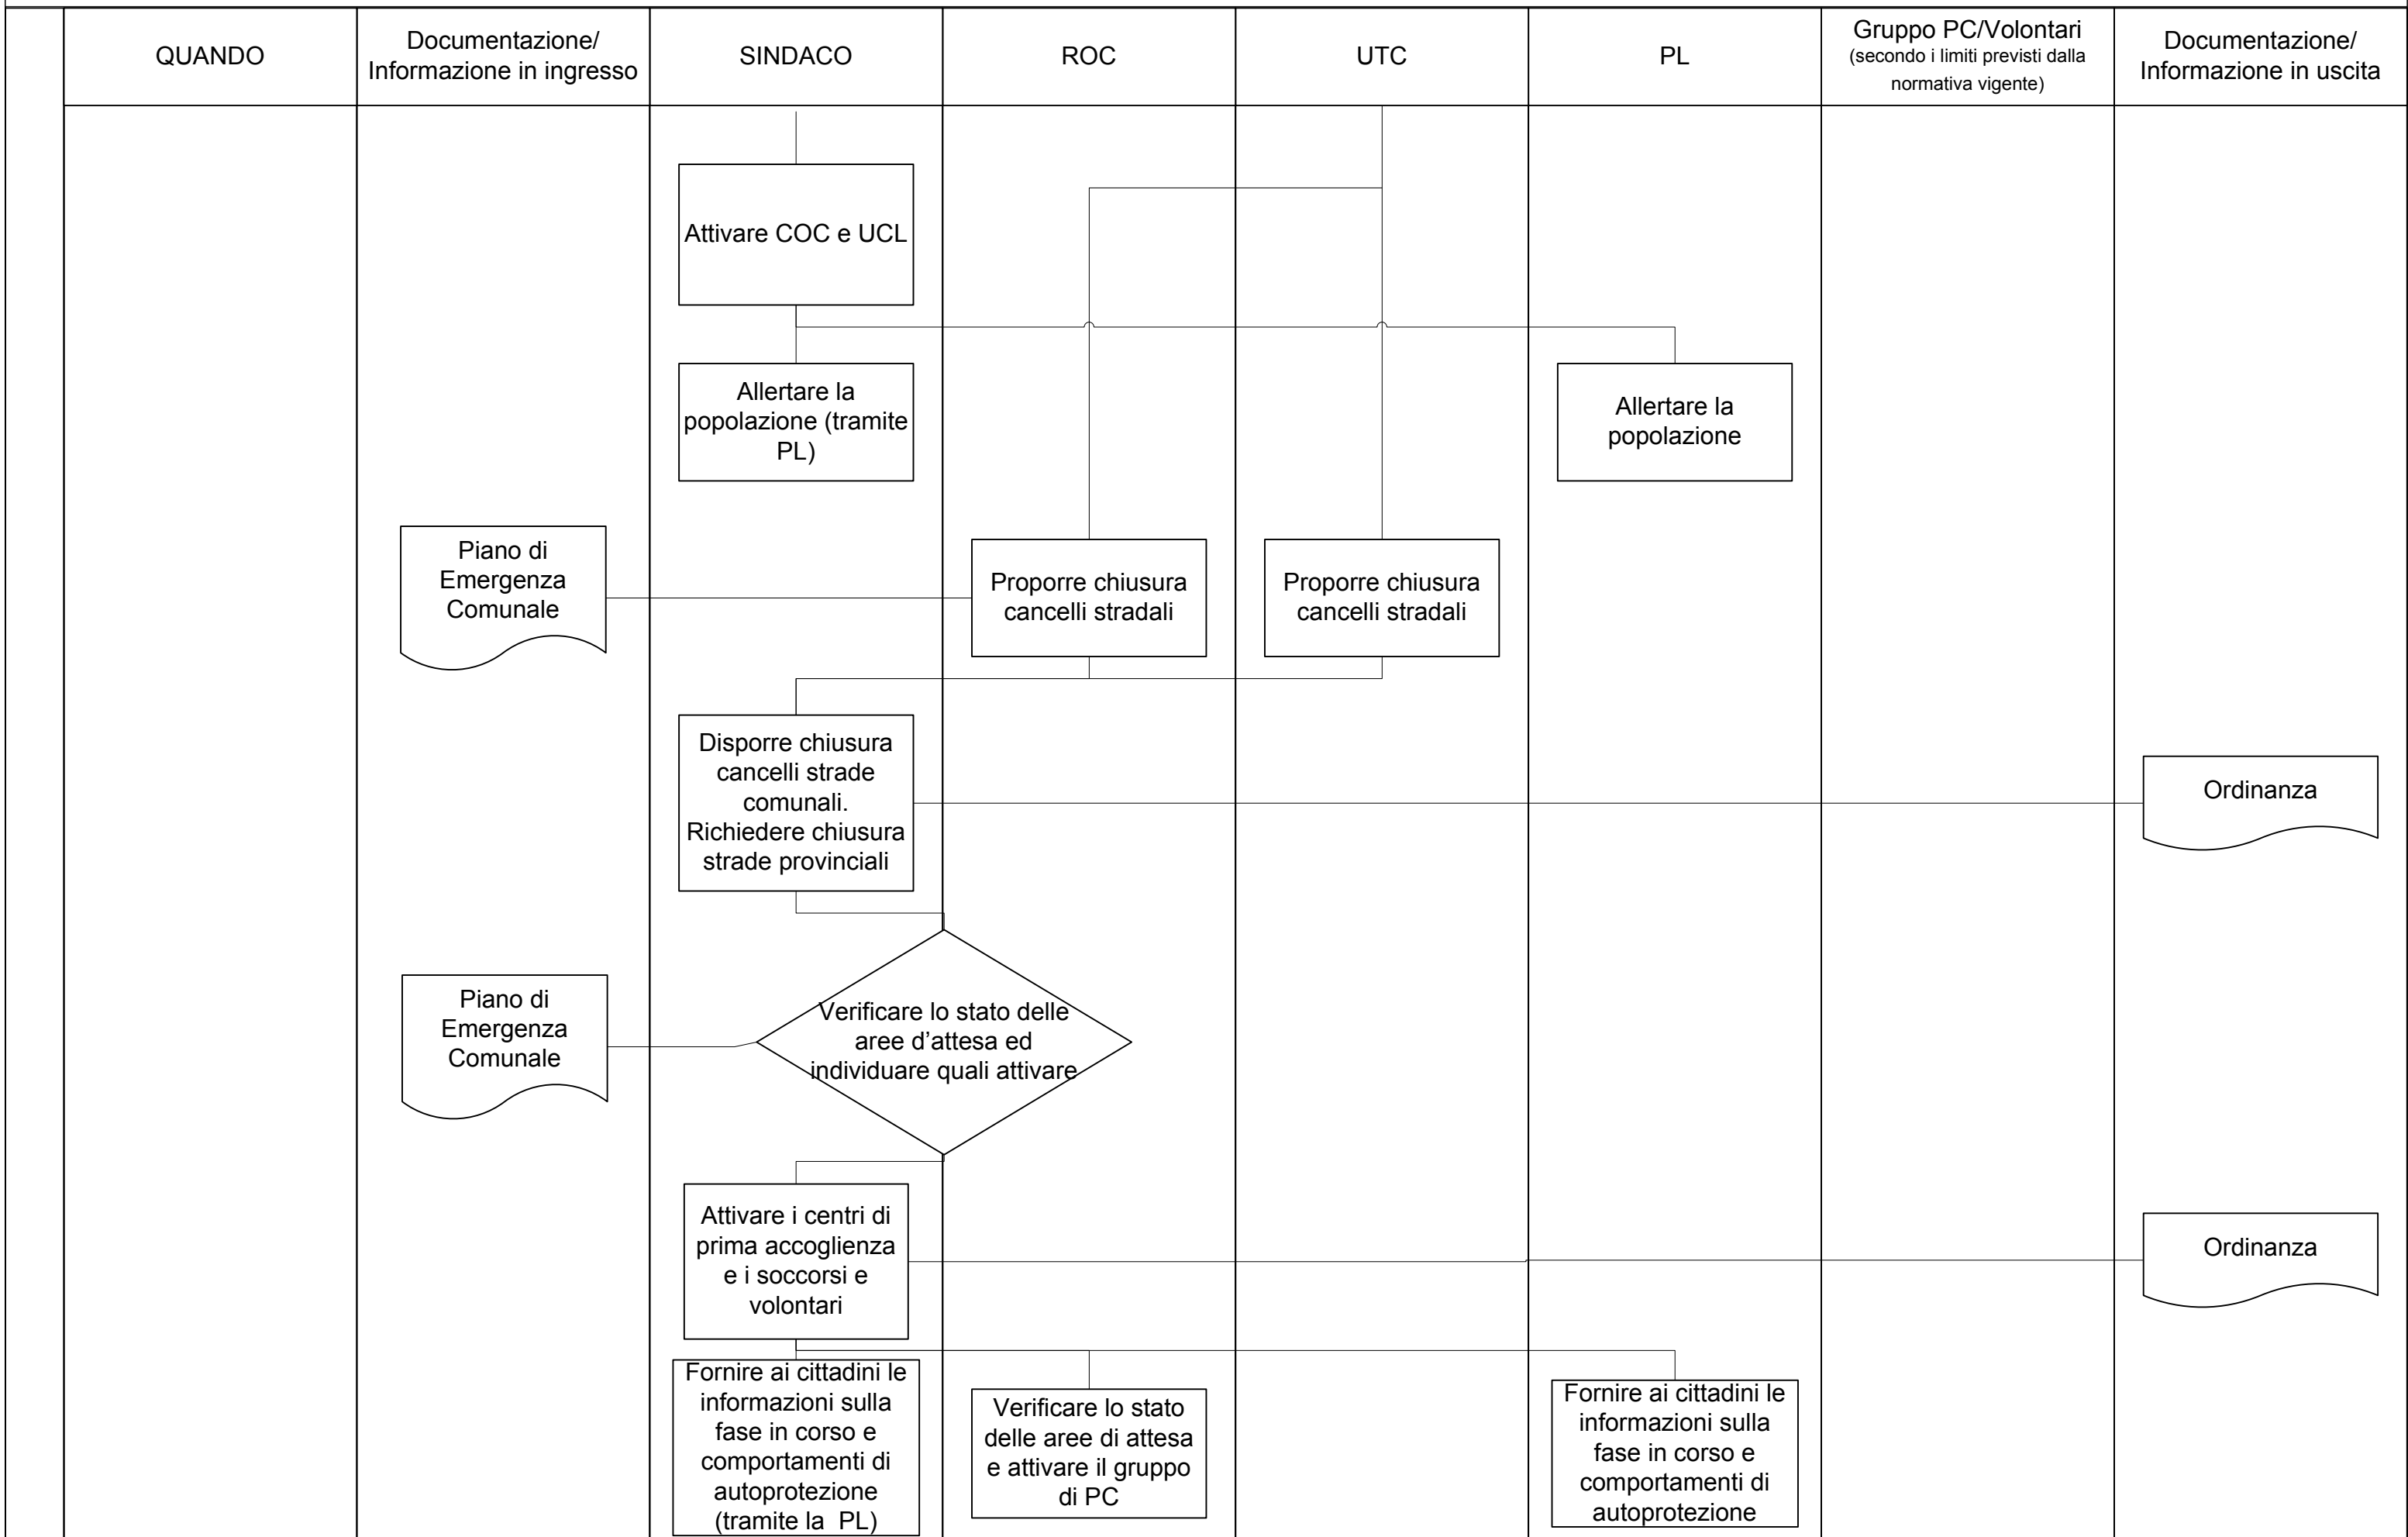 QUANDO
Documentazione/
Informazione in ingresso
SINDACO
ROC
UTC
PL
Gruppo PC/Volontari
(secondo i limiti previsti dalla
normativa vigente)
Documentazione/
Informazione in uscita
Attivare COC e UCL
Allertare la
popolazione (tramite
PL)
Allertare la
popolazione
Piano di
Emergenza
Comunale
Proporre chiusura
cancelli stradali
Proporre chiusura
cancelli stradali
Disporre chiusura
cancelli strade
comunali.
Richiedere chiusura
strade provinciali
Ordinanza
Piano di
Emergenza
Comunale
Verificare lo stato delle
aree d’attesa ed
individuare quali attivare
Attivare i centri di
prima accoglienza
e i soccorsi e
volontari
Ordinanza
Fornire ai cittadini le
informazioni sulla
fase in corso e
comportamenti di
autoprotezione
(tramite la PL)
Verificare lo stato
delle aree di attesa
e attivare il gruppo
di PC
Fornire ai cittadini le
informazioni sulla
fase in corso e
comportamenti di
autoprotezione